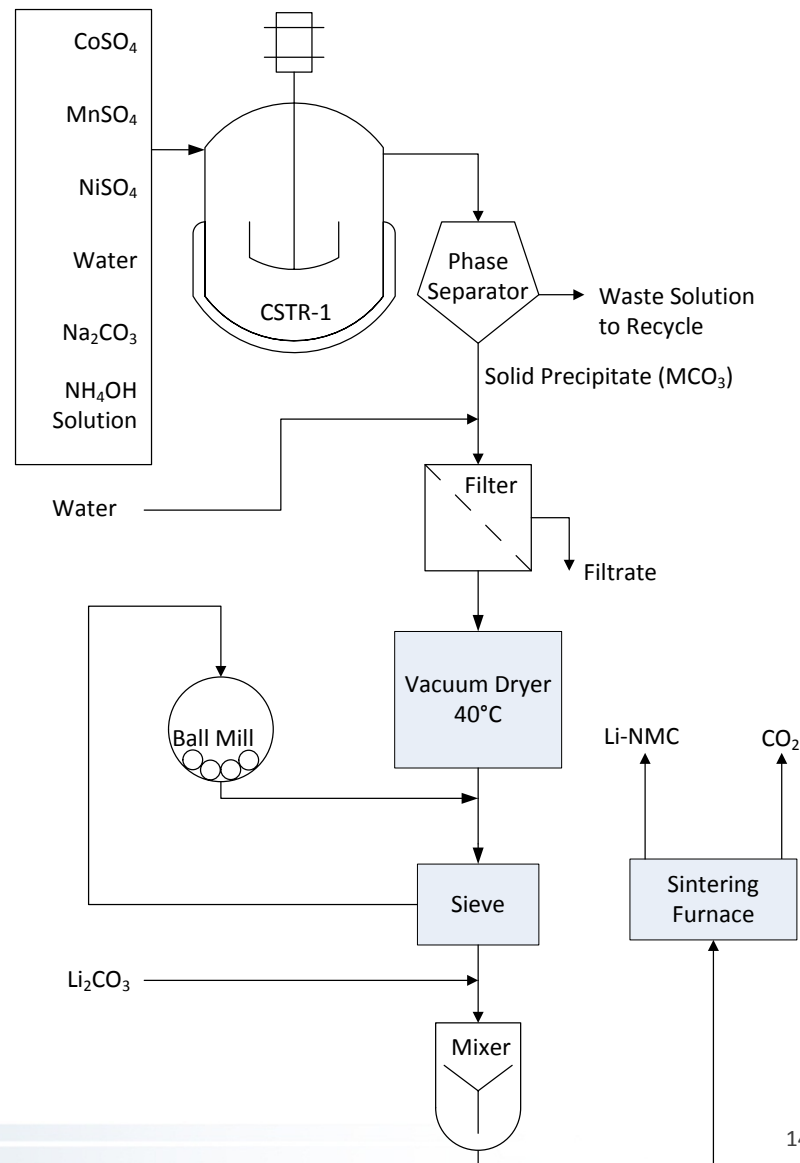 CoSO₄
MnSO₄
NiSO₄
Water
Na₂CO₃
NH₄OH
Solution
CSTR-1
Phase
Separator
Waste Solution
to Recycle
Solid Precipitate (MCO₃)
Water
Filter
Filtrate
Vacuum Dryer
40°C
Ball Mill
Li-NMC
CO₂
Sieve
Sintering
Furnace
Li₂CO₃
Mixer